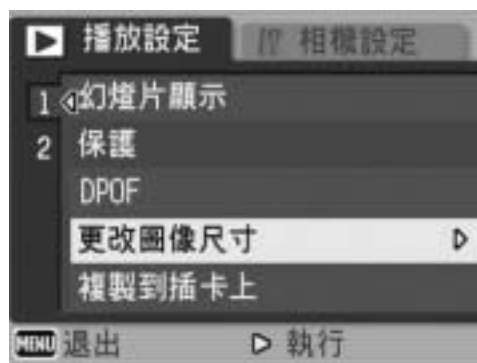 播放設定 相機設定
1 幻燈片顯示
2 保護
DPOF
更改圖像尺寸
複製到插卡上
MENU 退出 執行